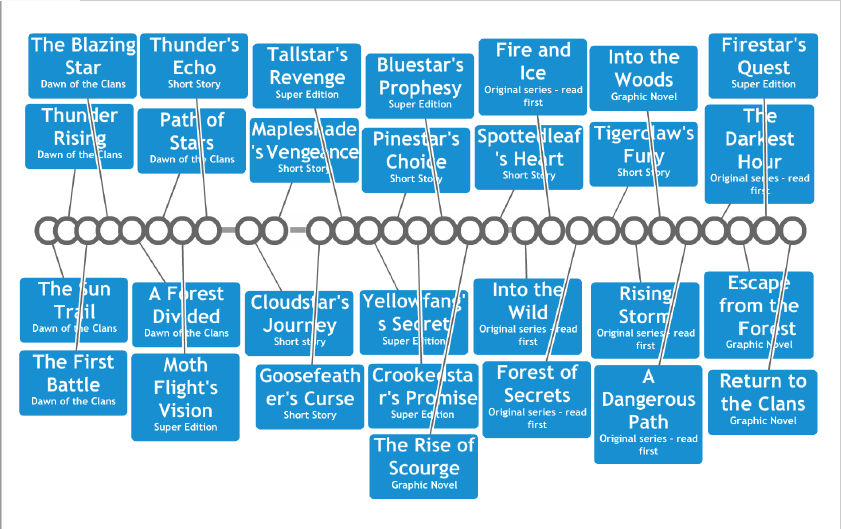 The Blazing
Star
Dawn of the Clans
Thunder's
Echo
Short Story
Tallstar's
Revenge
Super Edition
Bluestar's
Prophesy
Super Edition
Fire and
Ice
Original series - read
first
Into the
Woods
Graphic Novel
Firestar's
Quest
Super Edition
Thunder
Rising
Dawn of the Clans
Path of
Stars
Dawn of the Clans
Mapleshade
's Vengeance
Short Story
Pinestar's
Choice
Short Story
Spottedleaf
's Heart
Short Story
Tigerclaw's
Fury
Short Story
The
Darkest
Hour
Original series - read
first
The Sun
Trail
Dawn of the Clans
A Forest
Divided
Dawn of the Clans
Cloudstar's
Journey
Short story
Yellowfang'
s Secret
Super Edition
Into the
Wild
Original series - read
first
Rising
Storm
Original series - read
first
Escape
from the
Forest
Graphic Novel
The First
Battle
Dawn of the Clans
Moth
Flight's
Vision
Super Edition
Goosefeath
er's Curse
Short Story
Crookedsta
r's Promise
Super Edition
The Rise of
Scourge
Graphic Novel
Forest of
Secrets
Original series - read
first
A
Dangerous
Path
Original series - read
first
Return to
the Clans
Graphic Novel